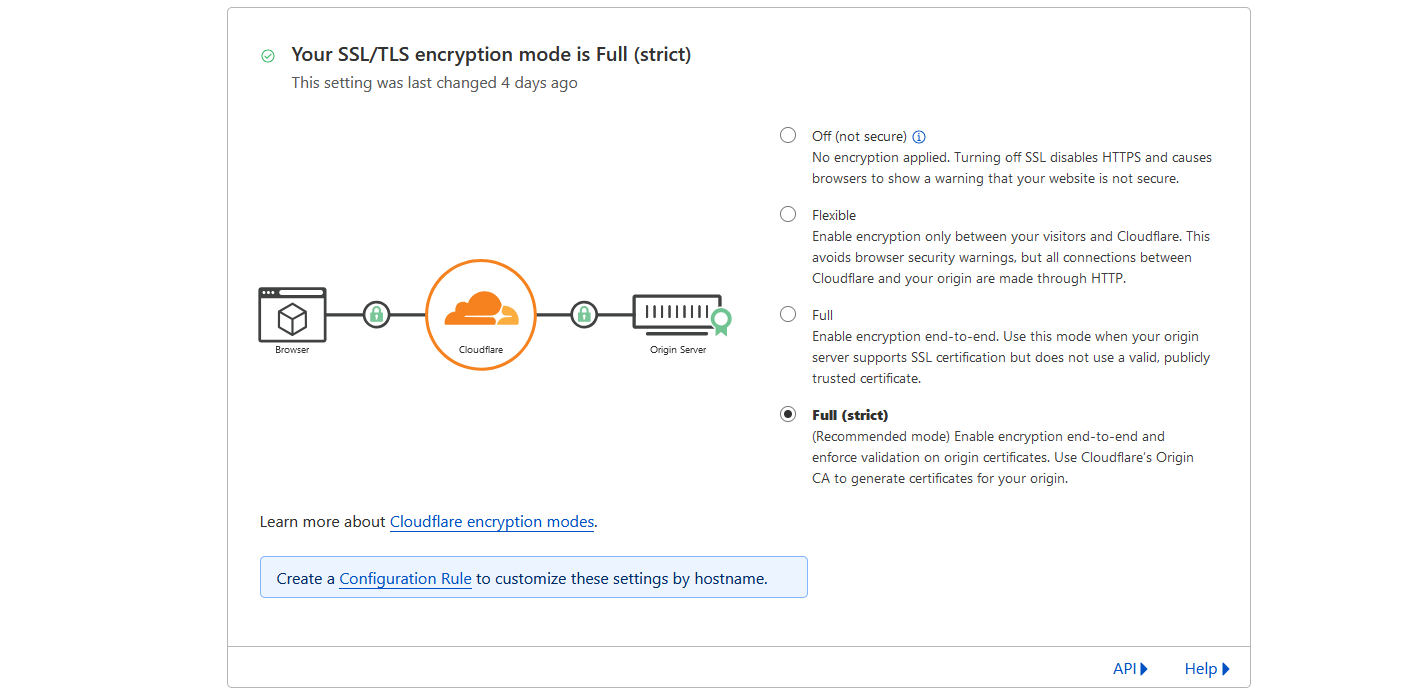 Your SSL/TLS encryption mode is Full (strict)
This setting was last changed 4 days ago
Off (not secure)
No encryption applied. Turning off SSL disables HTTPS and causes
browsers to show a warning that your website is not secure.
Flexible
Enable encryption only between your visitors and Cloudflare. This
avoids browser security warnings, but all connections between
Cloudflare and your origin are made through HTTP.
Full
Enable encryption end-to-end. Use this mode when your origin
server supports SSL certification but does not use a valid, publicly
trusted certificate.
Full (strict)
(Recommended mode) Enable encryption end-to-end and
enforce validation on origin certificates. Use Cloudflare's Origin
CA to generate certificates for your origin.
Browser
Cloudflare
Origin Server
Learn more about Cloudflare encryption modes.
Create a Configuration Rule to customize these settings by hostname.
API
Help